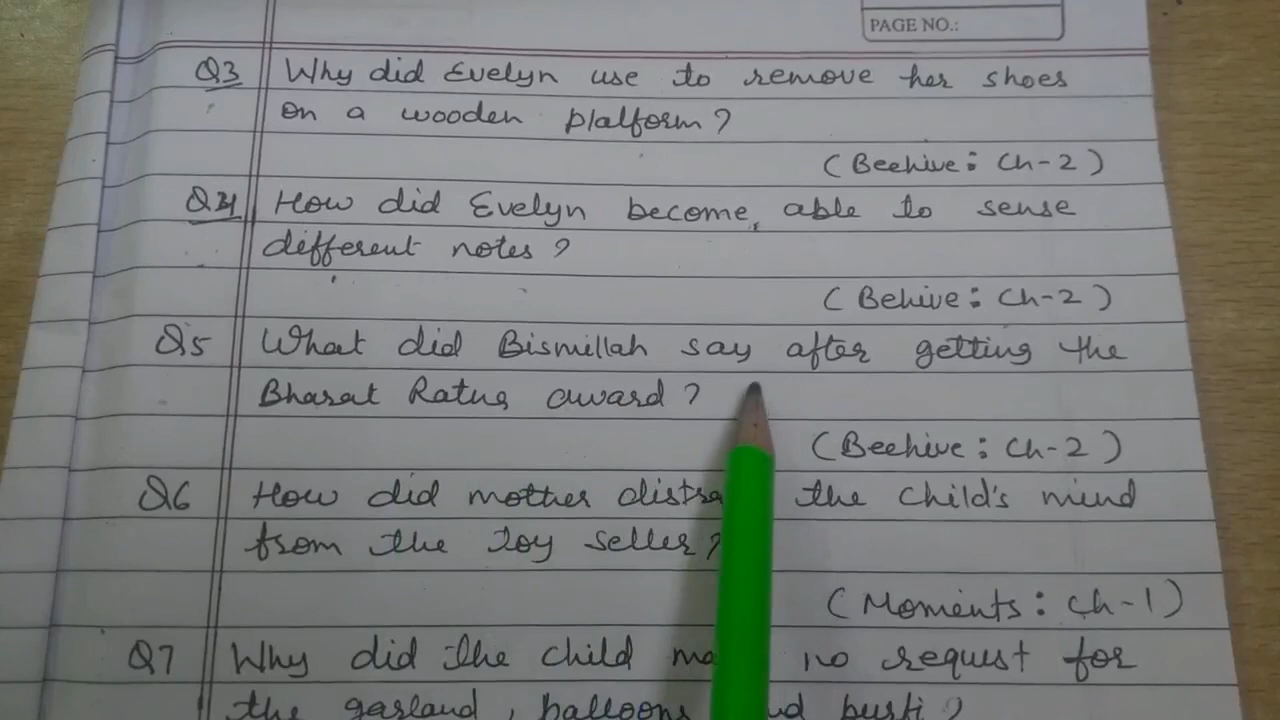 PAGE NO.:
Q3 Why did Evelyn use to remove her shoes
on a wooden platform?
(Beehive: Ch-2)
Q4 How did Evelyn become, able to sense
different notes?
(Behive: Ch-2)
Q5 What did Bismillah say after getting the
Bharat Ratna award?
(Beehive: Ch-2)
Q6 How did mother the child's mind
from the toy seller?
(Moments: Ch-1)
Q7 Why did the child no request for
the garland, balloons burfi?